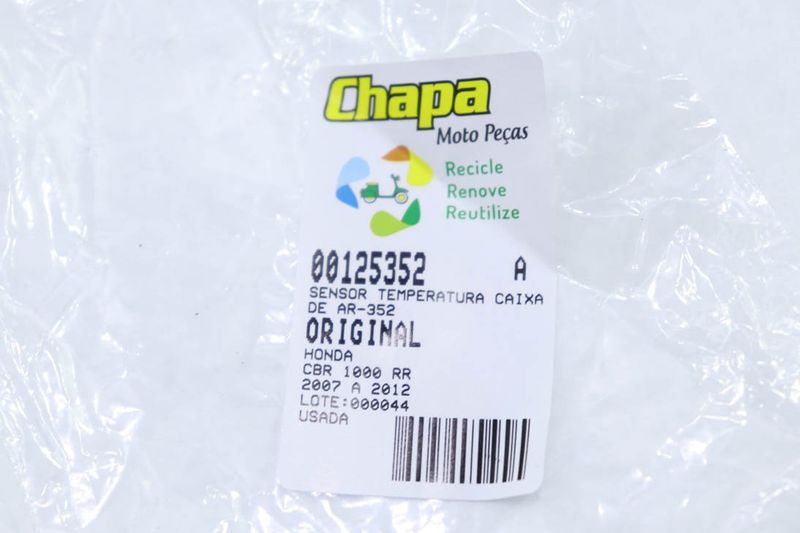 Chapa
Moto Peças
Recicle
Renove
Reutilize
00125352 A
SENSOR TEMPERATURA CAIXA
DE AR-352
ORIGINAL
HONDA
CBR 1000 RR
2007 A 2012
LOTE:000044
USADA